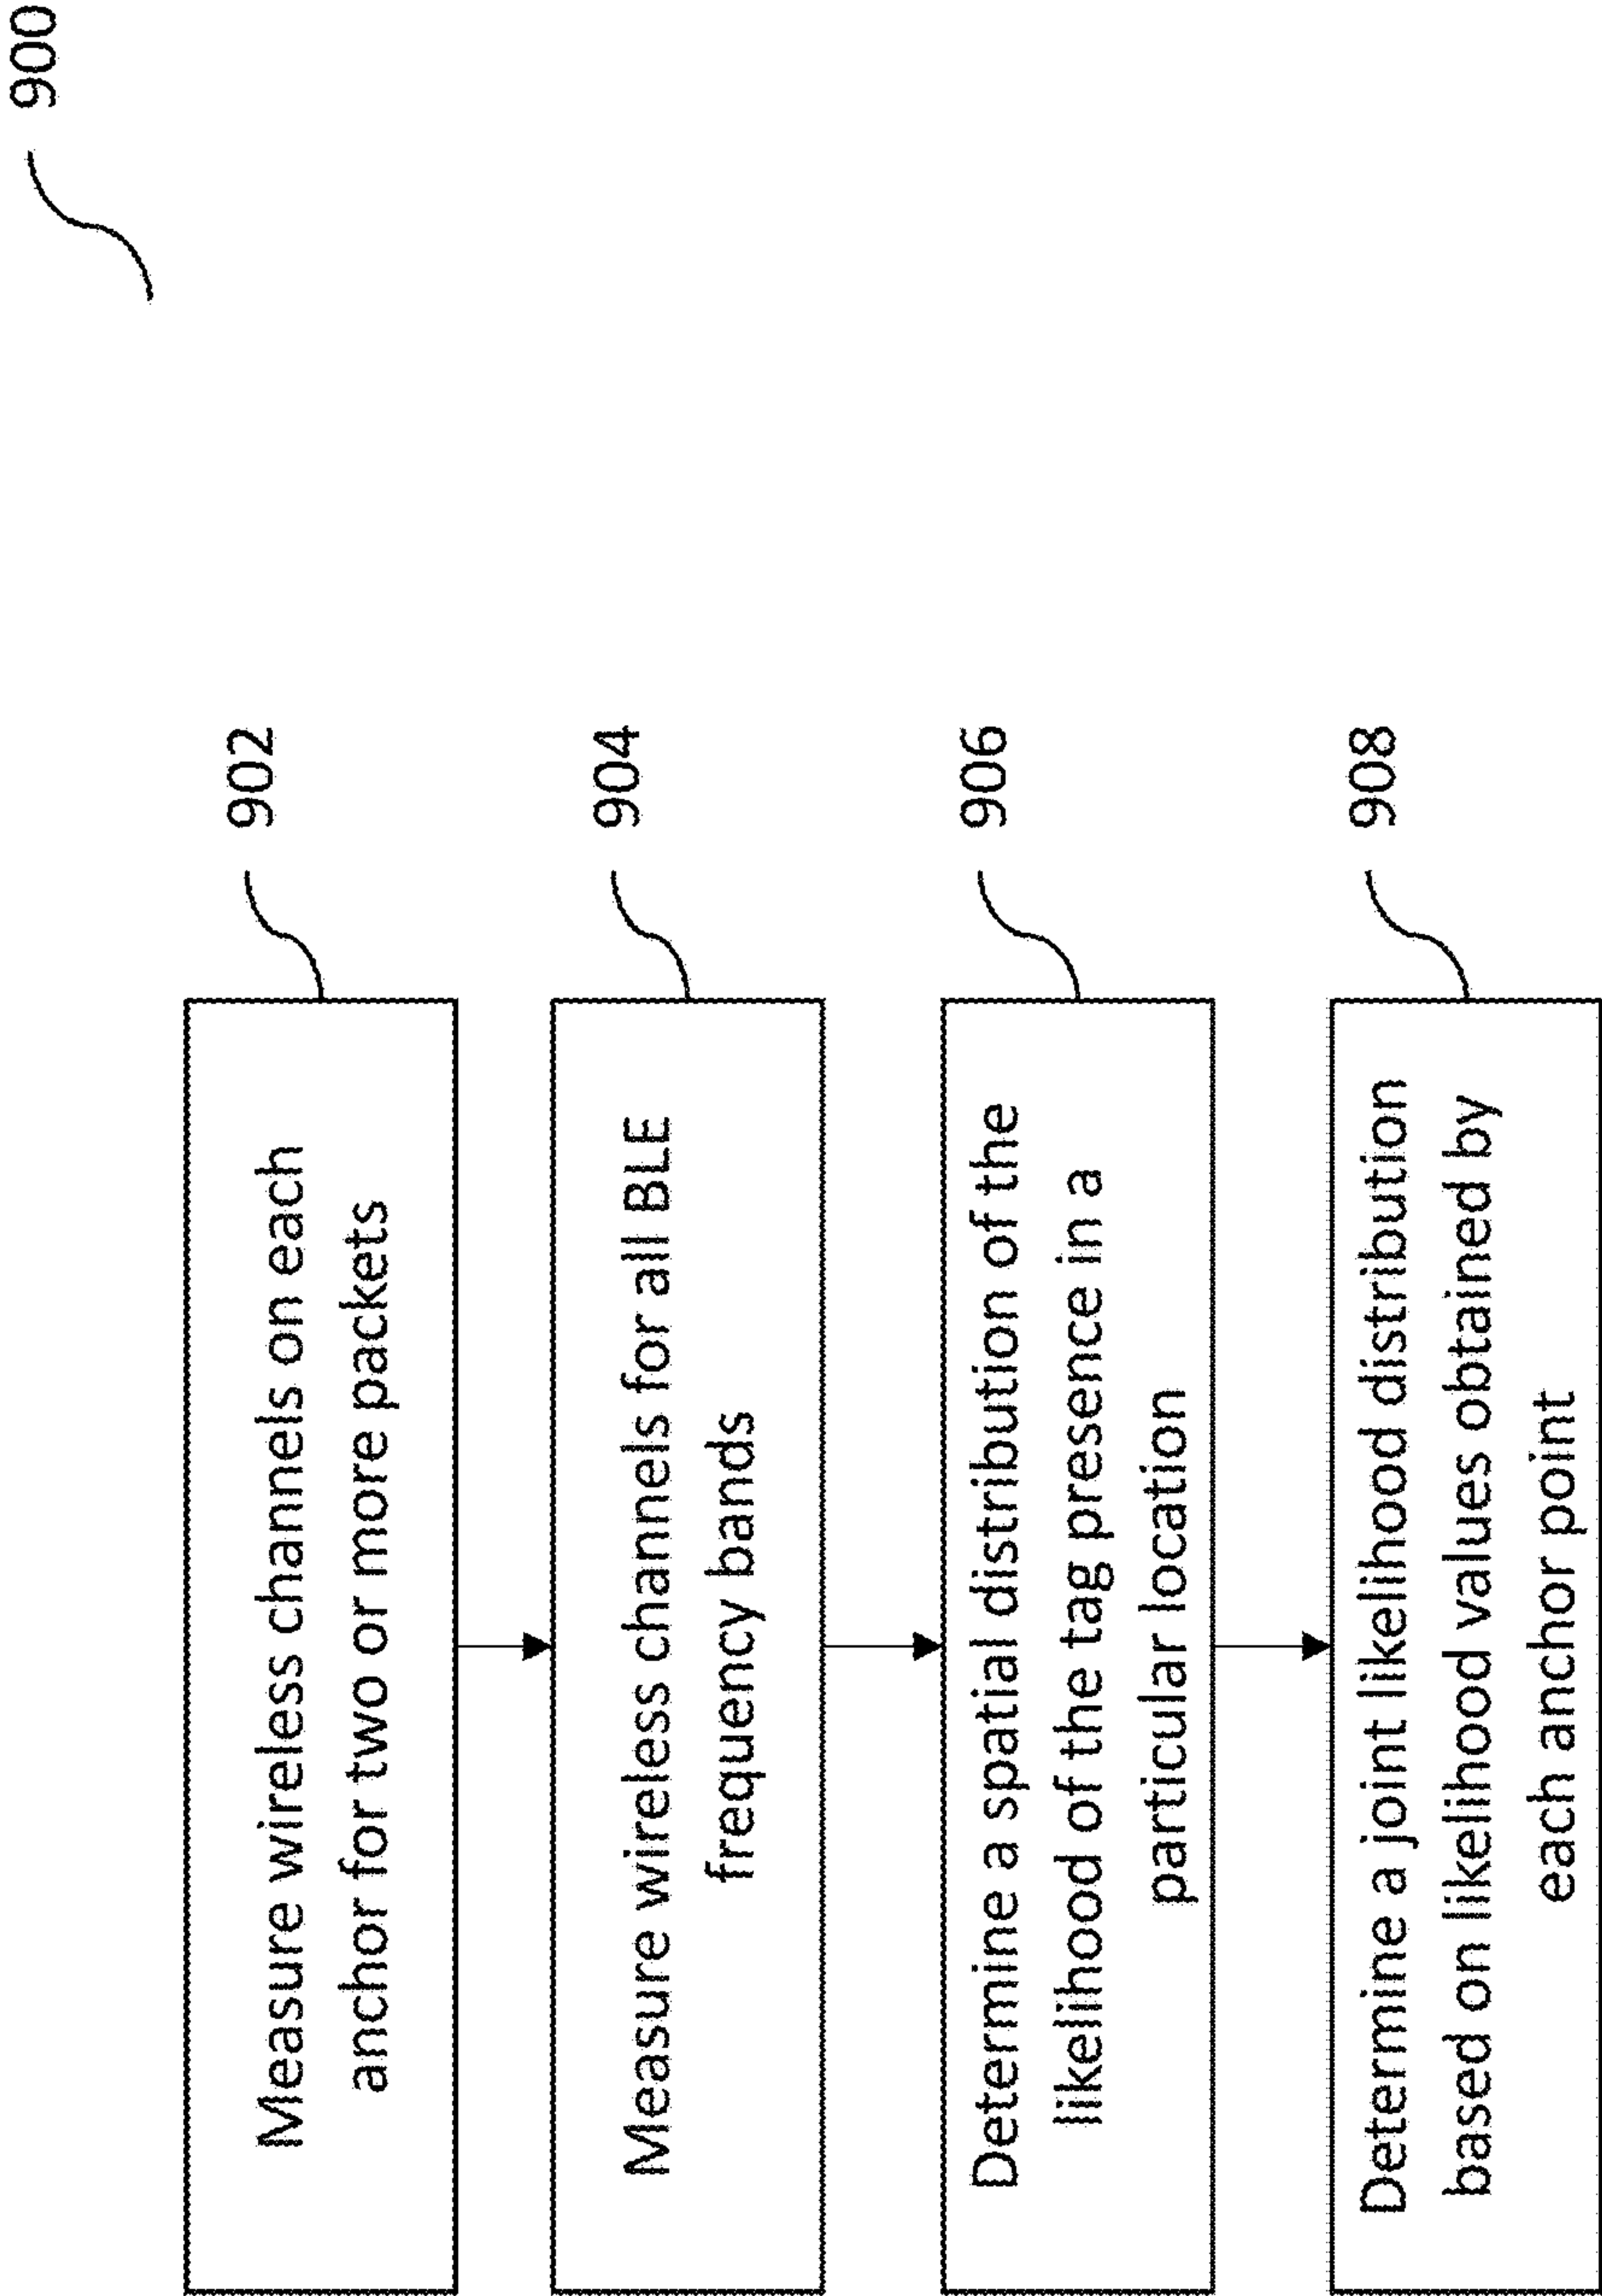 900
Measure wireless channels on each
anchor for two or more packets
902
Measure wireless channels for all BLE
frequency bands
904
Determine a spatial distribution of the
likelihood of the tag presence in a
particular location
906
Determine a joint likelihood distribution
based on likelihood values obtained by
each anchor point
908